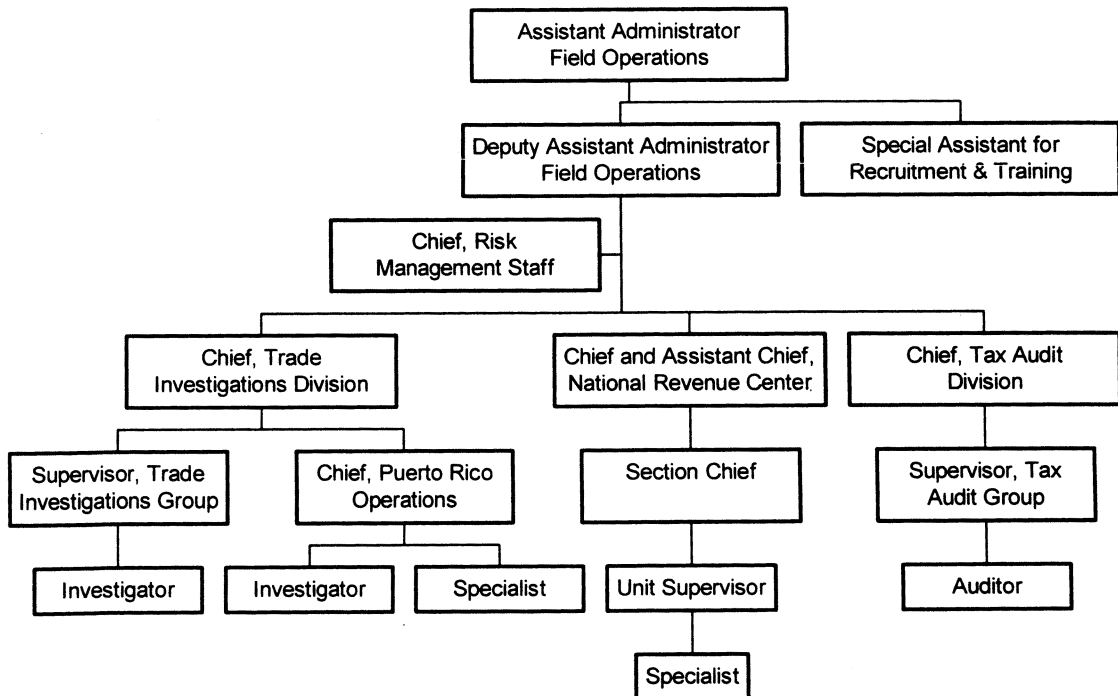 Assistant Administrator
Field Operations
Deputy Assistant Administrator
Field Operations
Special Assistant for
Recruitment & Training
Chief, Risk
Management Staff
Chief, Trade
Investigations Division
Chief and Assistant Chief,
National Revenue Center
Chief, Tax Audit
Division
Supervisor, Trade
Investigations Group
Chief, Puerto Rico
Operations
Section Chief
Supervisor, Tax
Audit Group
Investigator
Investigator
Specialist
Unit Supervisor
Auditor
Specialist